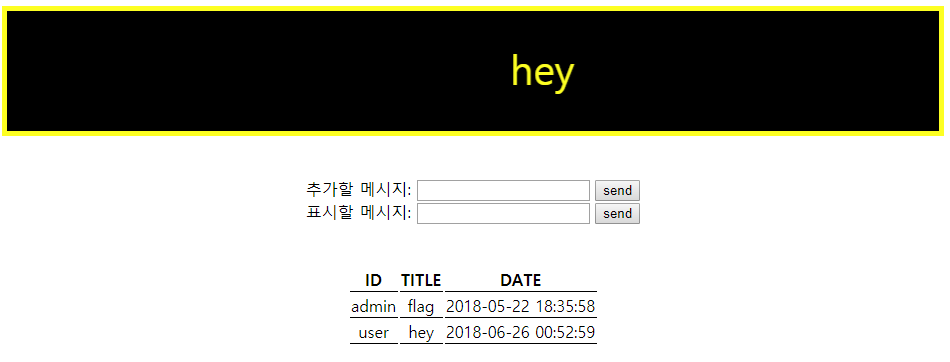 hey
추가할 메시지: send
표시할 메시지: send
ID TITLE DATE
admin flag 2018-05-22 18:35:58
user hey 2018-06-26 00:52:59